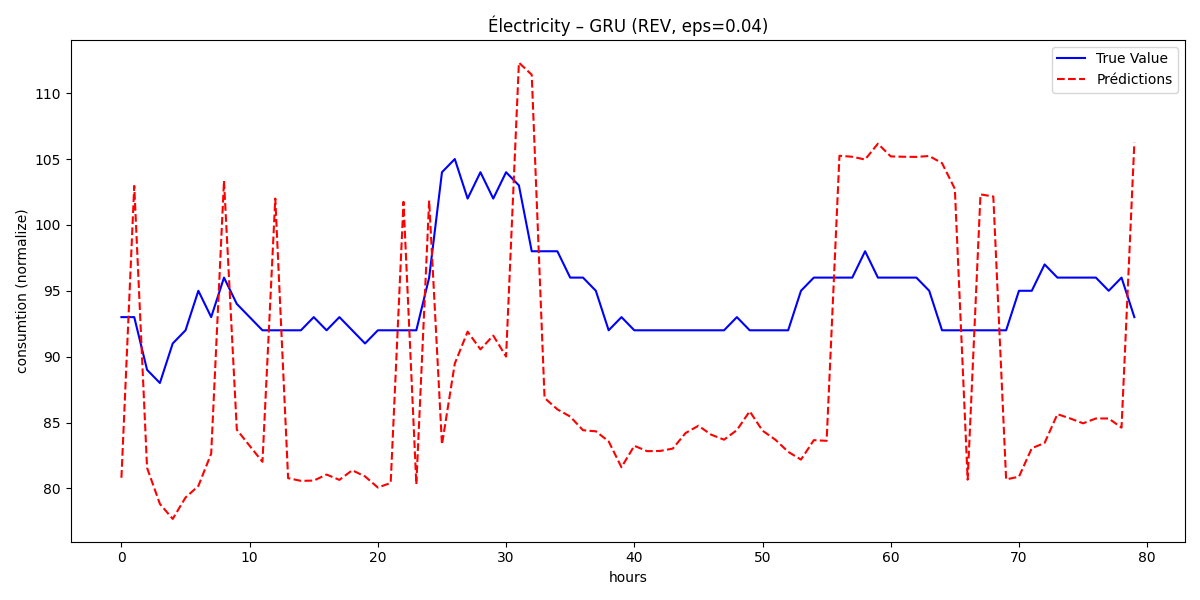 Électricity – GRU (REV, eps=0.04)
True Value
Prédictions
consumtion (normalize)
110
105
100
95
90
85
80
0 10 20 30 40 50 60 70 80
hours